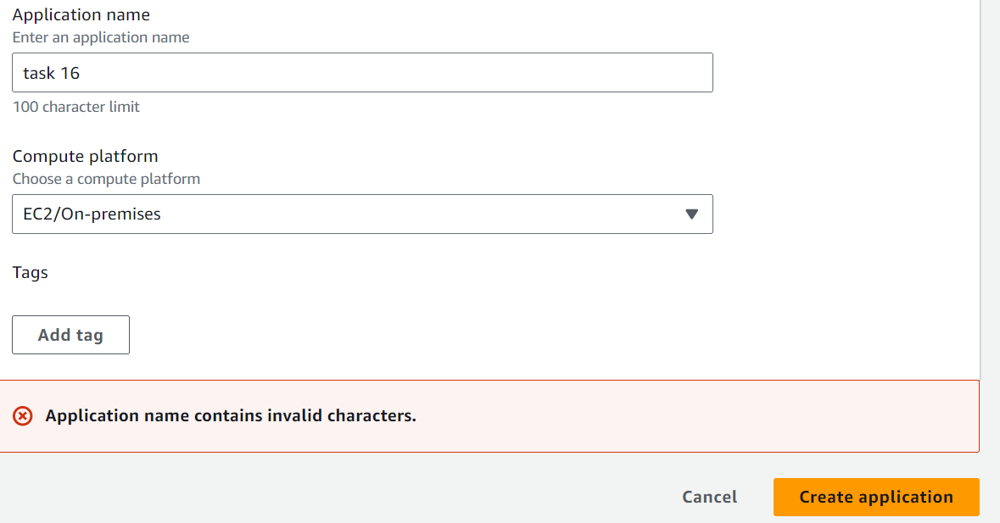 Application name
Enter an application name
task 16
100 character limit
Compute platform
Choose a compute platform
EC2/On-premises
Tags
Add tag
Application name contains invalid characters.
Cancel
Create application